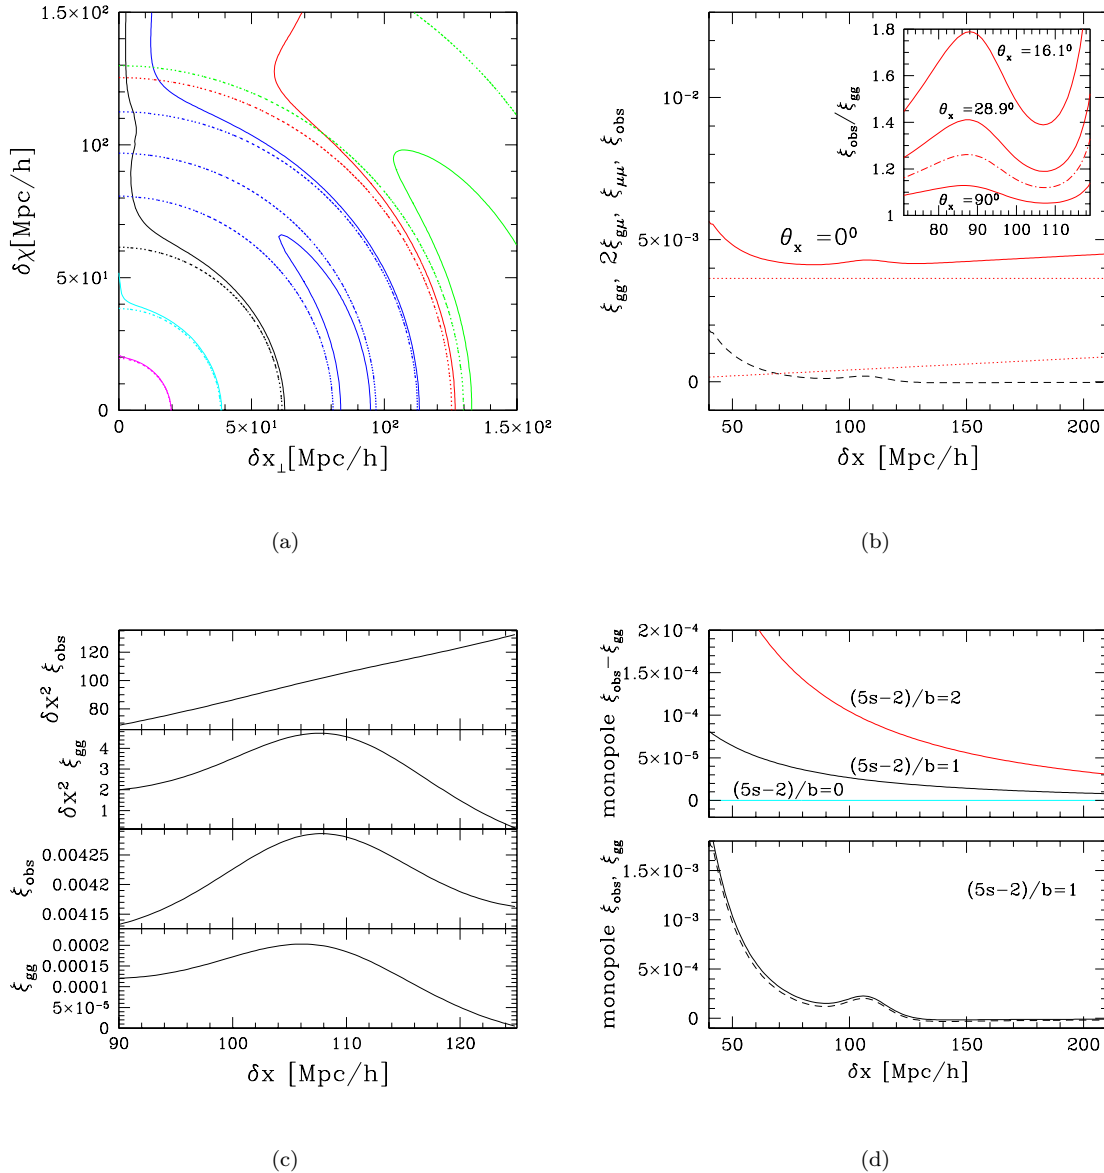 1.5×10²
10²
5×10¹
0
δχ[Mpc/h]
0 5×10¹ 10² 1.5×10²
δx⊥[Mpc/h]
(a)
10⁻²
5×10⁻³
0
ξgg, 2ξgμ, ξμμ, ξobs
θx =0⁰
50 100 150 200
δx [Mpc/h]
1.8
1.6
1.4
1.2
1
ξobs/ξgg
θx =16.1⁰
θx =28.9⁰
θx =90⁰
80 90 100 110
(b)
120
100
80
δx² ξobs
4
3
2
1
δx² ξgg
0.00425
0.0042
0.00415
ξobs
0.0002
0.00015
0.0001
5×10⁻⁵
0
ξgg
90 100 110 120
δx [Mpc/h]
(c)
2×10⁻⁴
1.5×10⁻⁴
10⁻⁴
5×10⁻⁵
0
monopole ξobs−ξgg
(5s−2)/b=2
(5s−2)/b=1
(5s−2)/b=0
1.5×10⁻³
10⁻³
5×10⁻⁴
0
monopole ξobs, ξgg
(5s−2)/b=1
50 100 150 200
δx [Mpc/h]
(d)